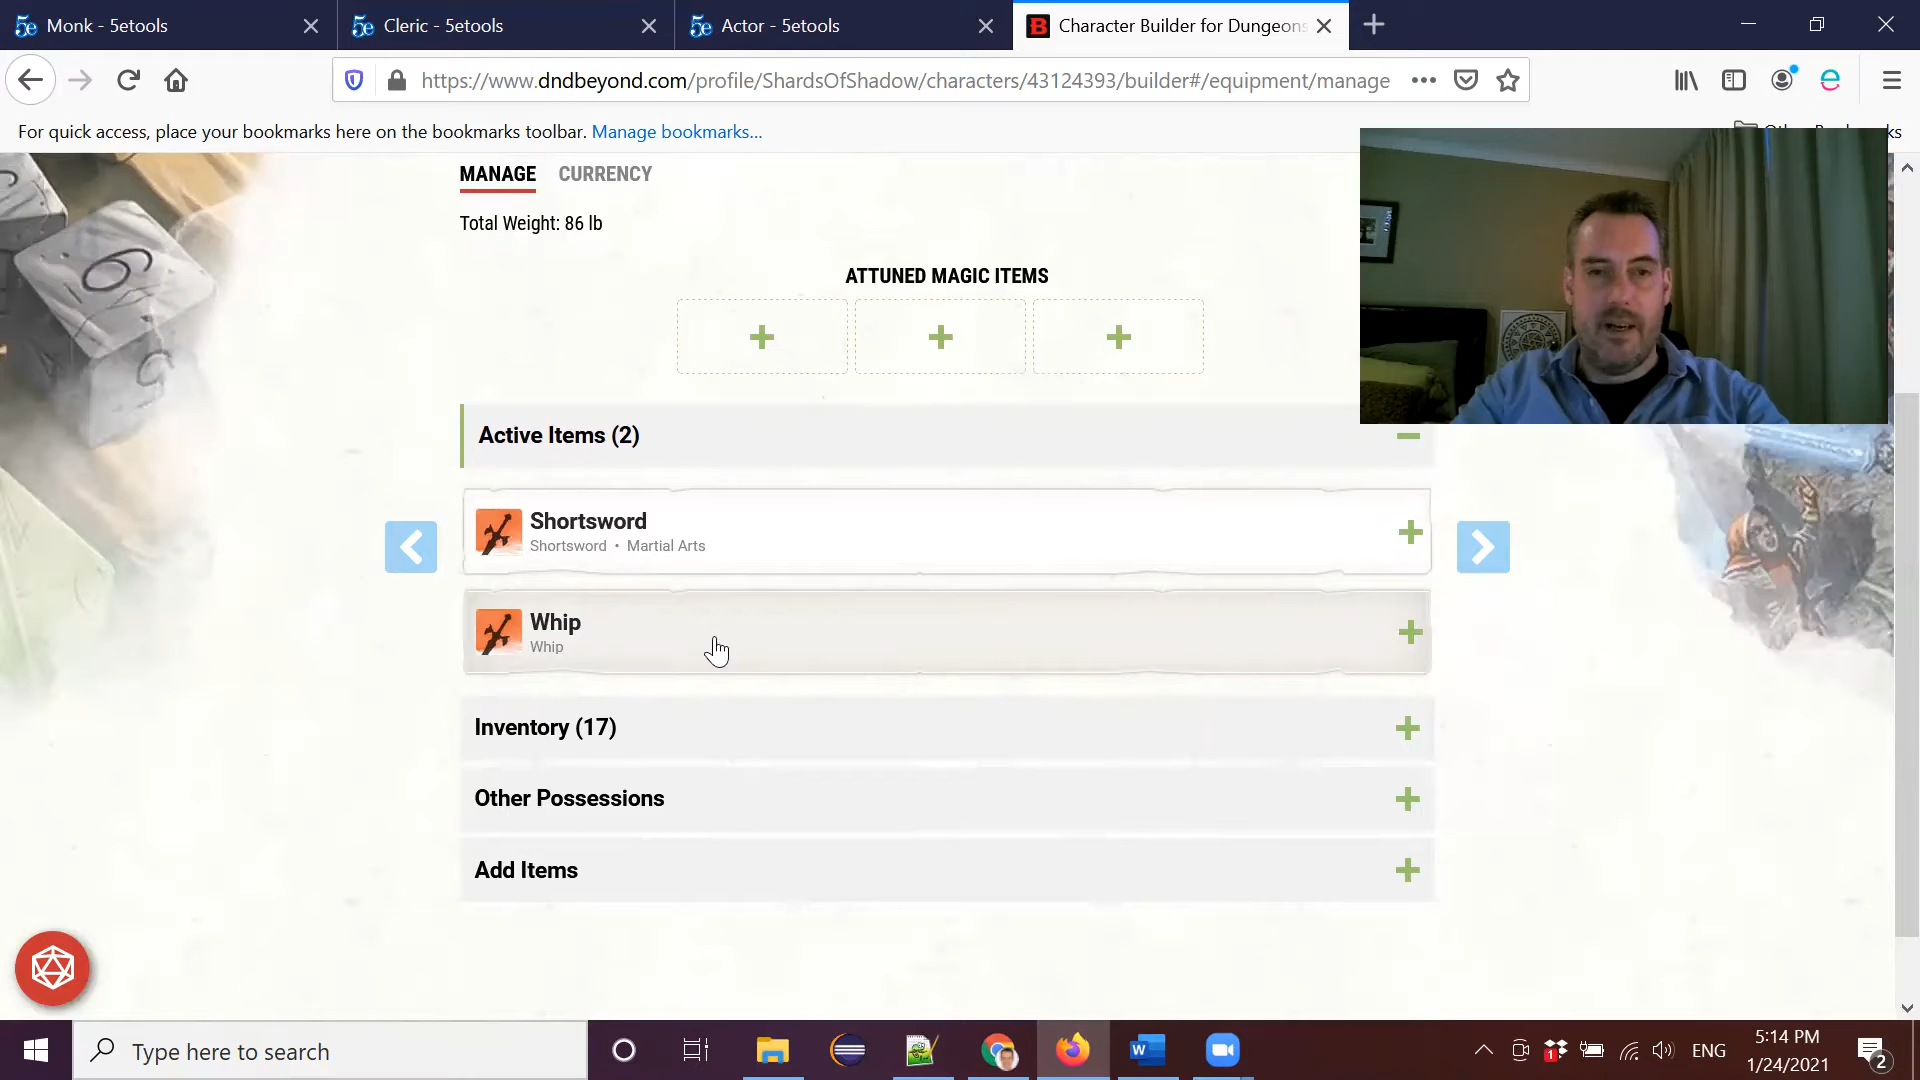 Monk - 5etools
Cleric - 5etools
Actor - 5etools
Character Builder for Dungeons
https://www.dndbeyond.com/profile/ShardsOfShadow/characters/43124393/builder#/equipment/manage
For quick access, place your bookmarks here on the bookmarks toolbar. Manage bookmarks...
MANAGE CURRENCY
Total Weight: 86 lb
ATTUNED MAGIC ITEMS
Active Items (2)
Shortsword
Shortsword • Martial Arts
Whip
Whip
Inventory (17)
Other Possessions
Add Items
Type here to search
ENG
5:14 PM
1/24/2021
2